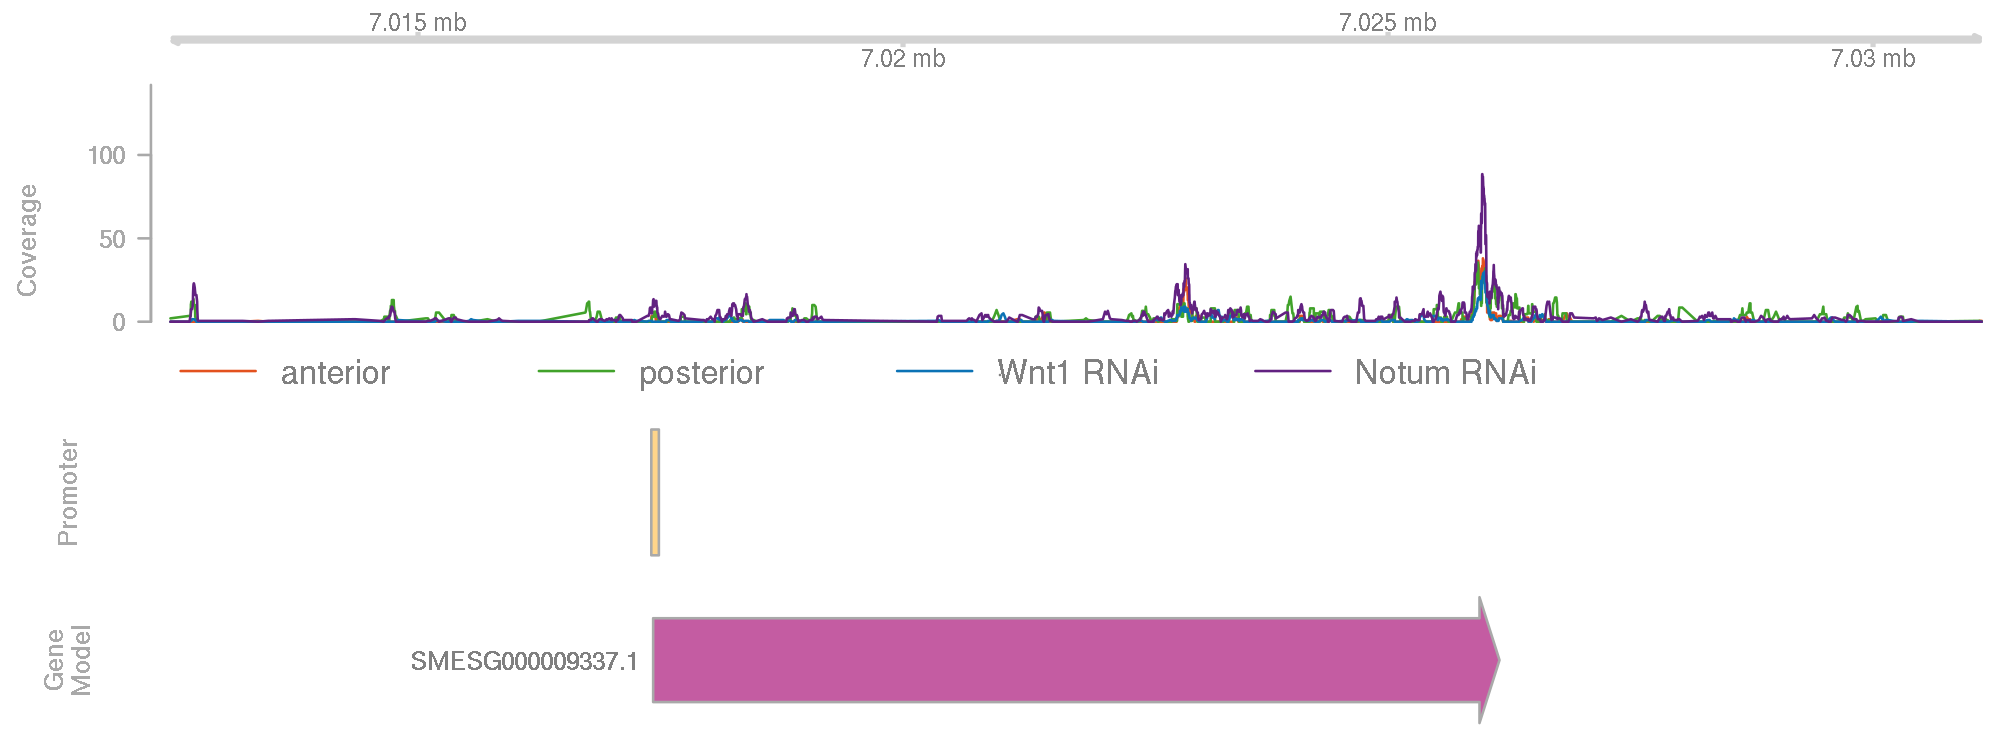 7.015 mb
7.025 mb
7.02 mb
7.03 mb
Coverage
100
50
0
anterior
posterior
Wnt1 RNAi
Notum RNAi
Promoter
Gene
Model
SMESG000009337.1